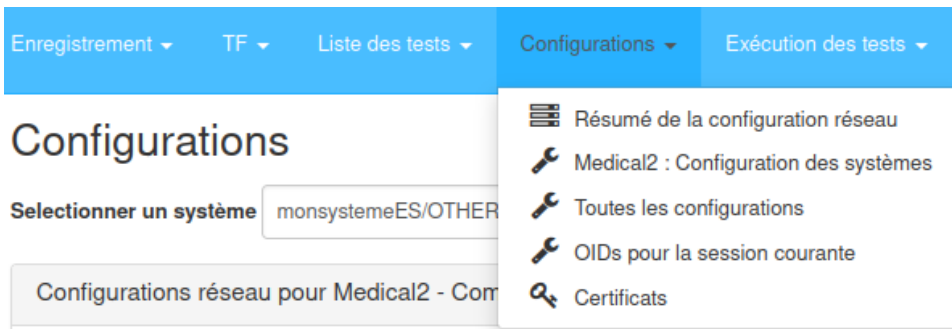 Enregistrement TF Liste des tests Configurations Exécution des tests
Résumé de la configuration réseau
Medical2 : Configuration des systèmes
Toutes les configurations
OIDs pour la session courante
Certificats
Configurations
Selectionner un système monsystemeES/OTHER
Configurations réseau pour Medical2 - Com